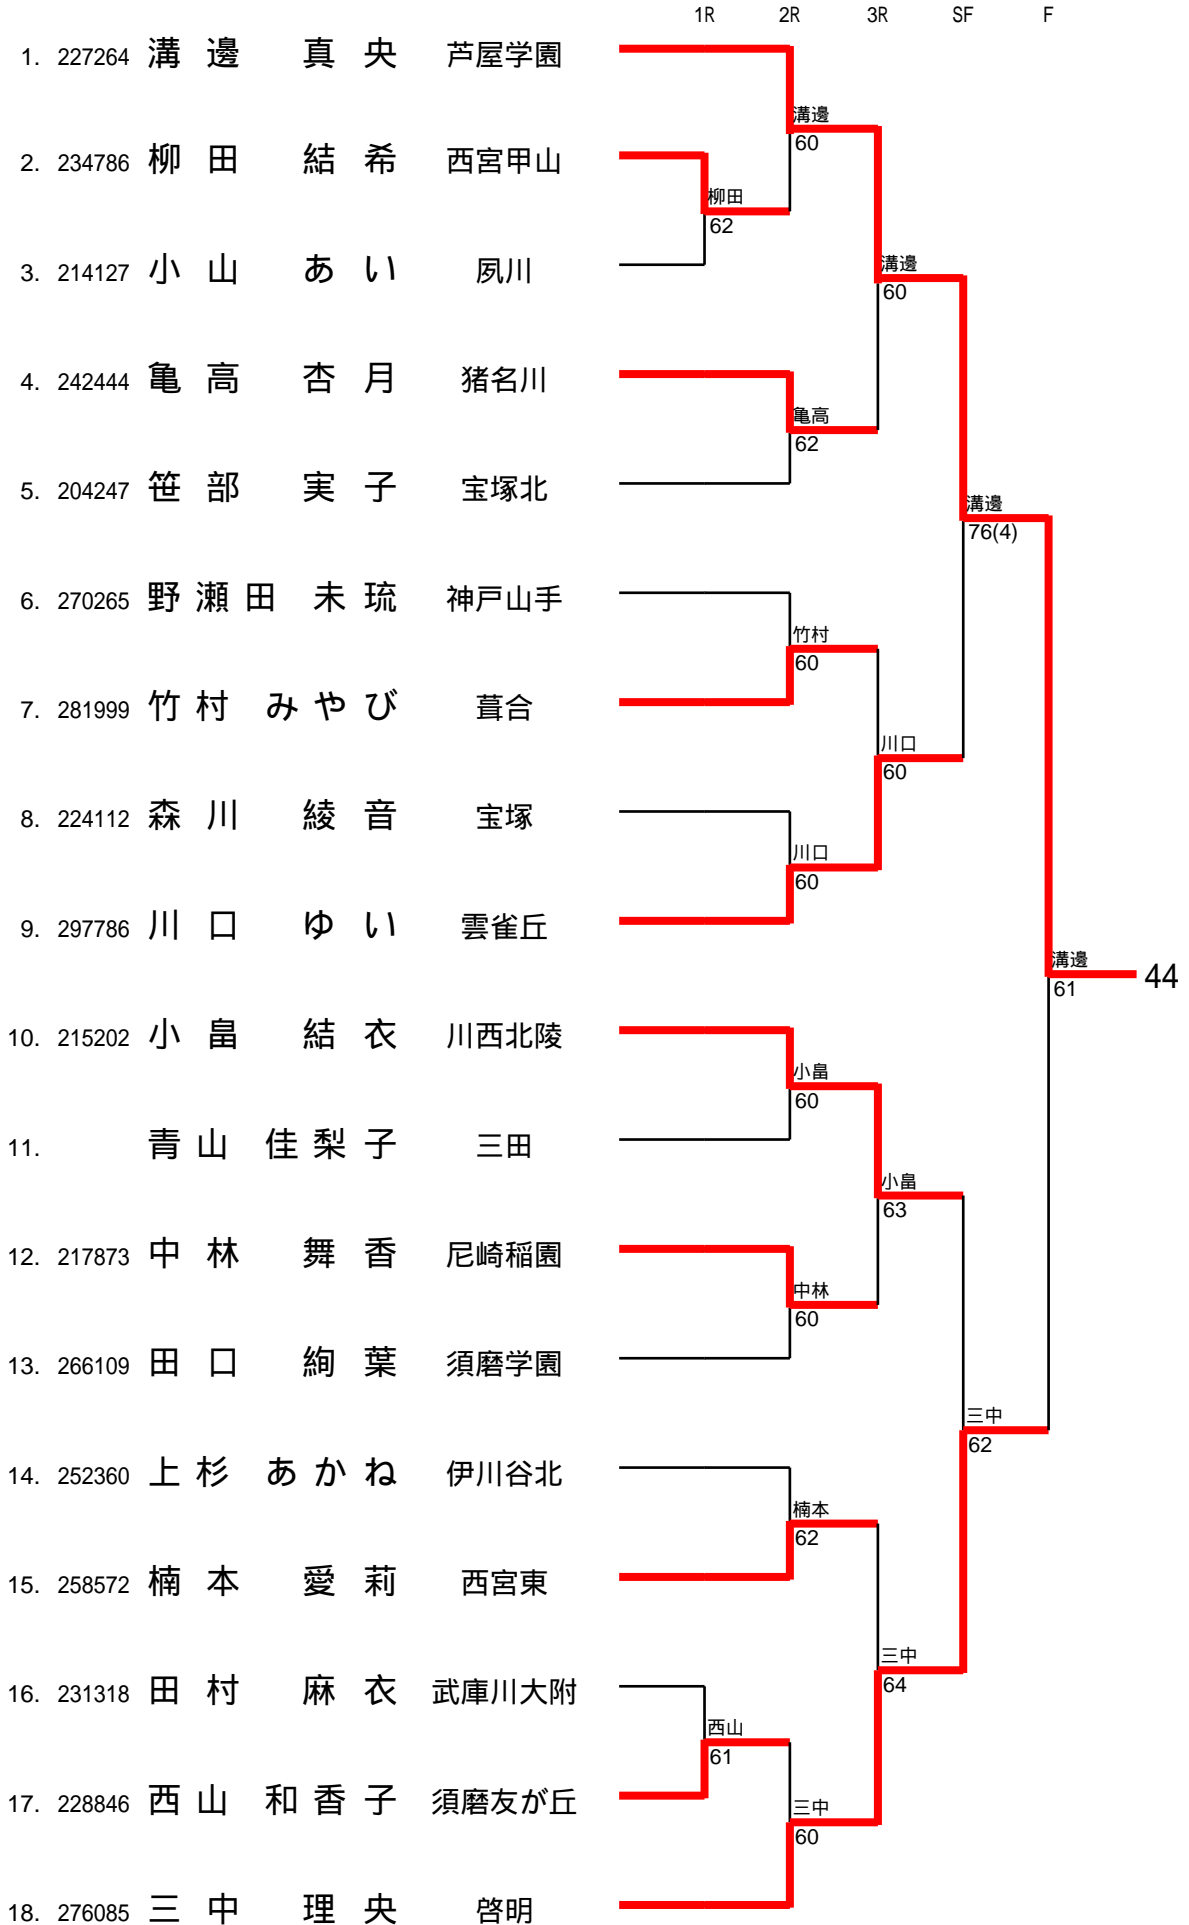 1R 2R 3R SF F
1. 227264 溝 邊 真 央 芦屋学園
溝邊
60
2. 234786 柳 田 結 希 西宮甲山
柳田
62
3. 214127 小 山 あ い 夙川
溝邊
60
4. 242444 亀 高 杏 月 猪名川
亀高
62
5. 204247 笹 部 実 子 宝塚北
溝邊
76(4)
6. 270265 野 瀬 田 未 琉 神戸山手
竹村
60
7. 281999 竹 村 み や び 葺合
川口
60
8. 224112 森 川 綾 音 宝塚
川口
60
9. 297786 川 口 ゆ い 雲雀丘
溝邊
61
44
10. 215202 小 畠 結 衣 川西北陵
小畠
60
11. 青 山 佳 梨 子 三田
小畠
63
12. 217873 中 林 舞 香 尼崎稲園
中林
60
13. 266109 田 口 絢 葉 須磨学園
三中
62
14. 252360 上 杉 あ か ね 伊川谷北
楠本
62
15. 258572 楠 本 愛 莉 西宮東
三中
64
16. 231318 田 村 麻 衣 武庫川大附
西山
61
17. 228846 西 山 和 香 子 須磨友が丘
三中
60
18. 276085 三 中 理 央 啓明